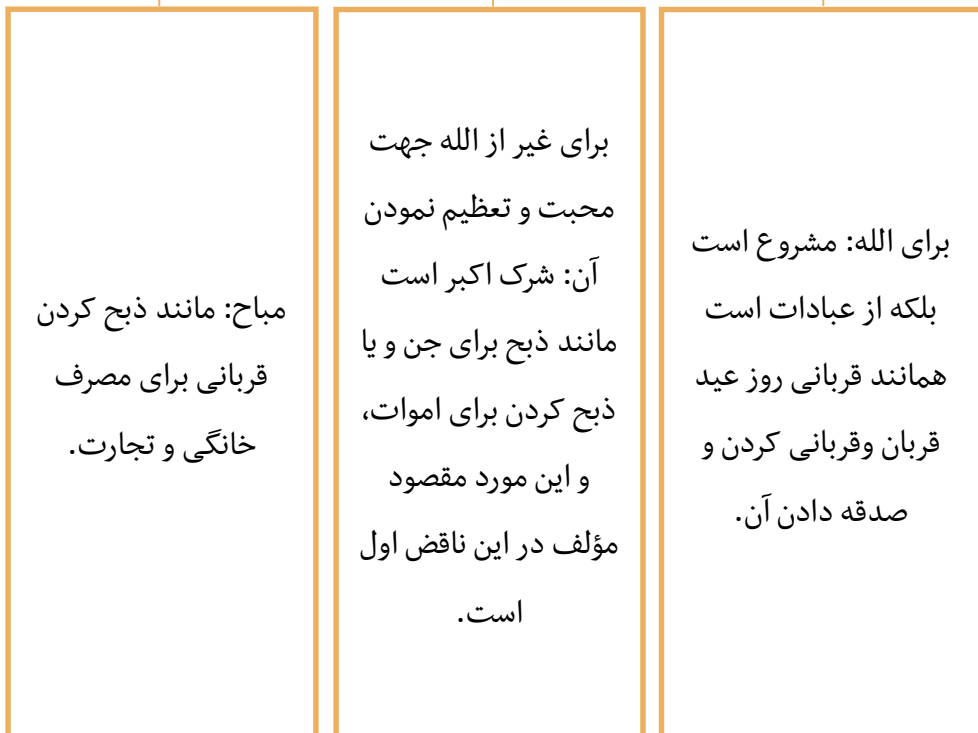 برای الله: مشروع است
بلکه از عبادات است
همانند قربانی روز عید
قربان وقربانی کردن و
صدقه دادن آن.
برای غیر از الله جهت
محبت و تعظیم نمودن
آن: شرک اکبر است
مانند ذبح برای جن و یا
ذبح کردن برای اموات،
و این مورد مقصود
مؤلف در این ناقض اول
است.
مباح: مانند ذبح کردن
قربانی برای مصرف
خانگی و تجارت.